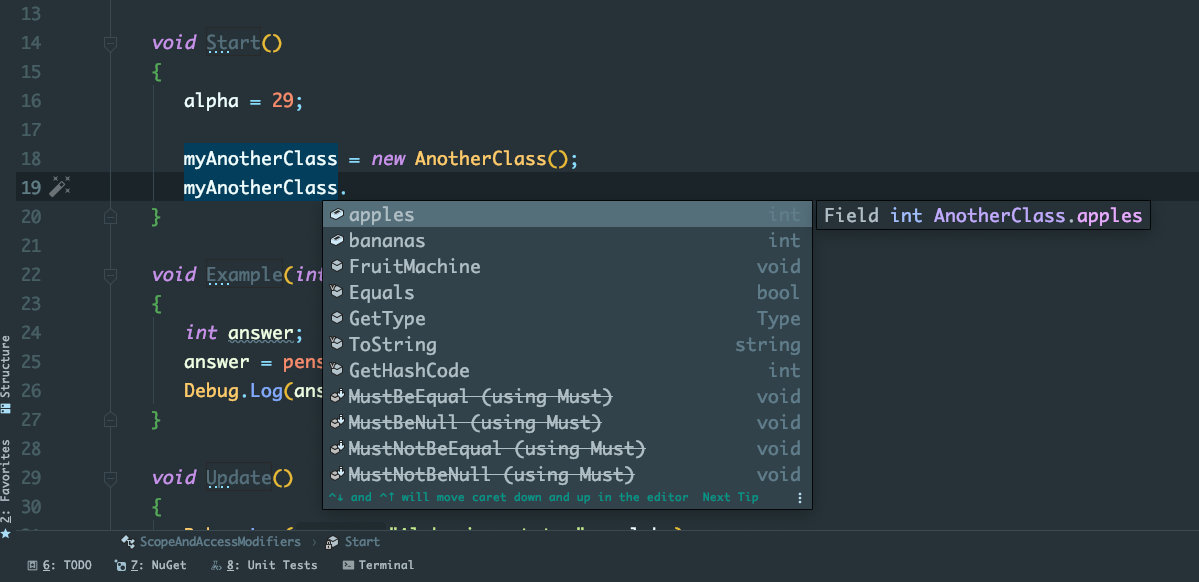 13
14 void Start()
15 {
16 alpha = 29;
17
18 myAnotherClass = new AnotherClass();
19 myAnotherClass.
apples int Field int AnotherClass.apples
20 }
bananas int
21
FruitMachine void
22 void Example(int
Equals bool
23 {
GetType Type
24 int answer;
ToString string
25 answer = pens
GetHashCode int
26 Debug.Log(ans
MustBeEqual (using Must) void
27 }
MustBeNull (using Must) void
28
MustNotBeEqual (using Must) void
29 void Update()
MustNotBeNull (using Must) void
^↓ and ^↑ will move caret down and up in the editor Next Tip
30 {
Structure
2: Favorites
ScopeAndAccessModifiers › Start
6: TODO 7: NuGet 8: Unit Tests Terminal